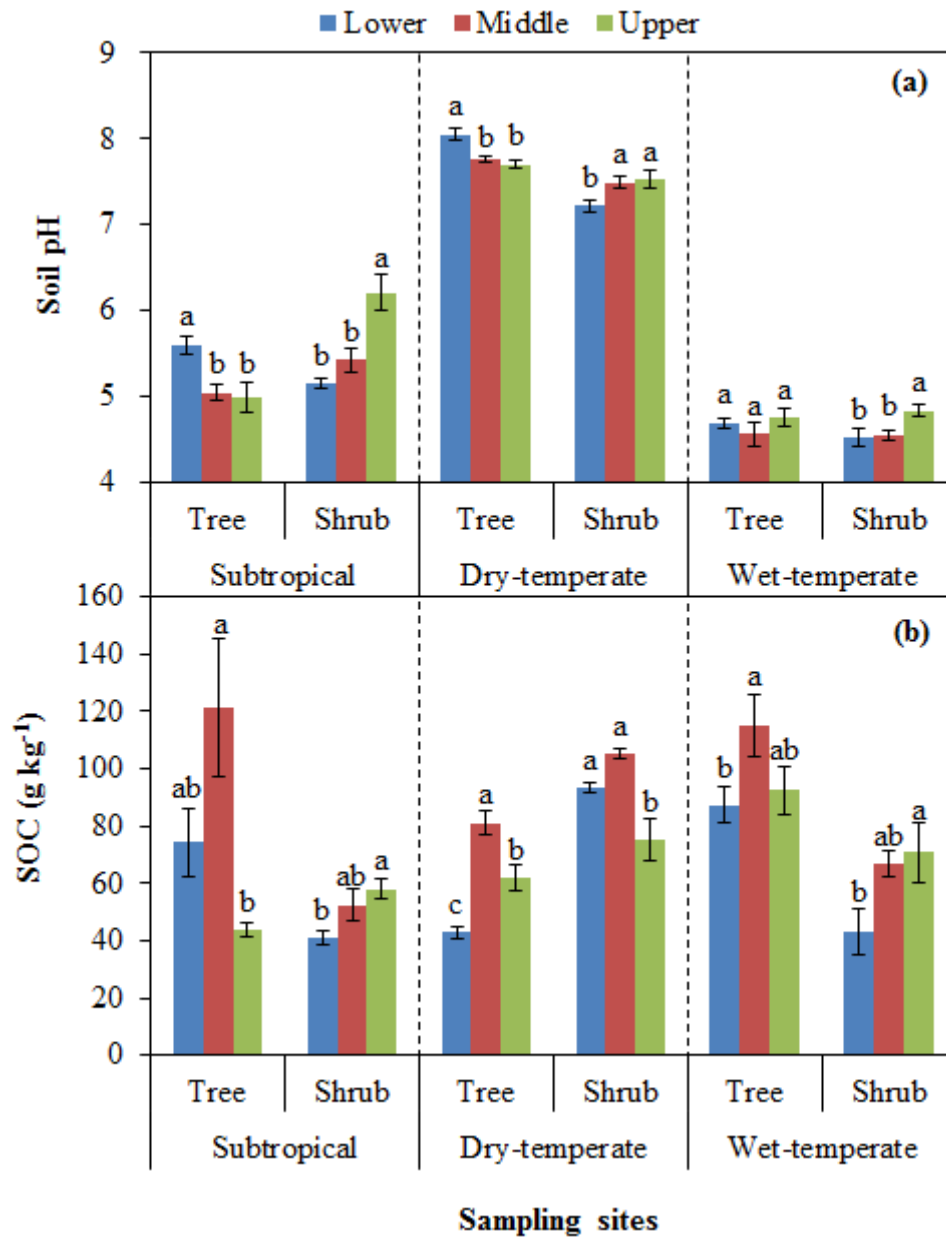 Lower Middle Upper
9
(a)
8
7
6
5
4
Soil pH
a b b
b a a
a b b
b b a
a a a
b b a
Tree Shrub Tree Shrub Tree Shrub
Subtropical Dry-temperate Wet-temperate
160
(b)
140
120
100
80
60
40
20
0
SOC (g kg-1)
ab a b
b ab a
c a b
a a b
b a ab
b ab a
Tree Shrub Tree Shrub Tree Shrub
Subtropical Dry-temperate Wet-temperate
Sampling sites